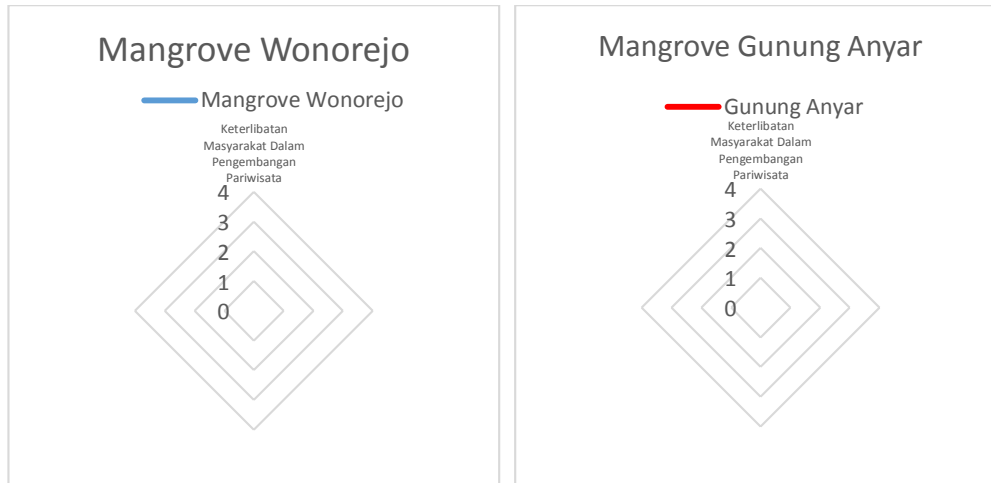 Mangrove Wonorejo
Mangrove Wonorejo
Keterlibatan
Masyarakat Dalam
Pengembangan
Pariwisata
4
3
2
1
0
Mangrove Gunung Anyar
Gunung Anyar
Keterlibatan
Masyarakat Dalam
Pengembangan
Pariwisata
4
3
2
1
0